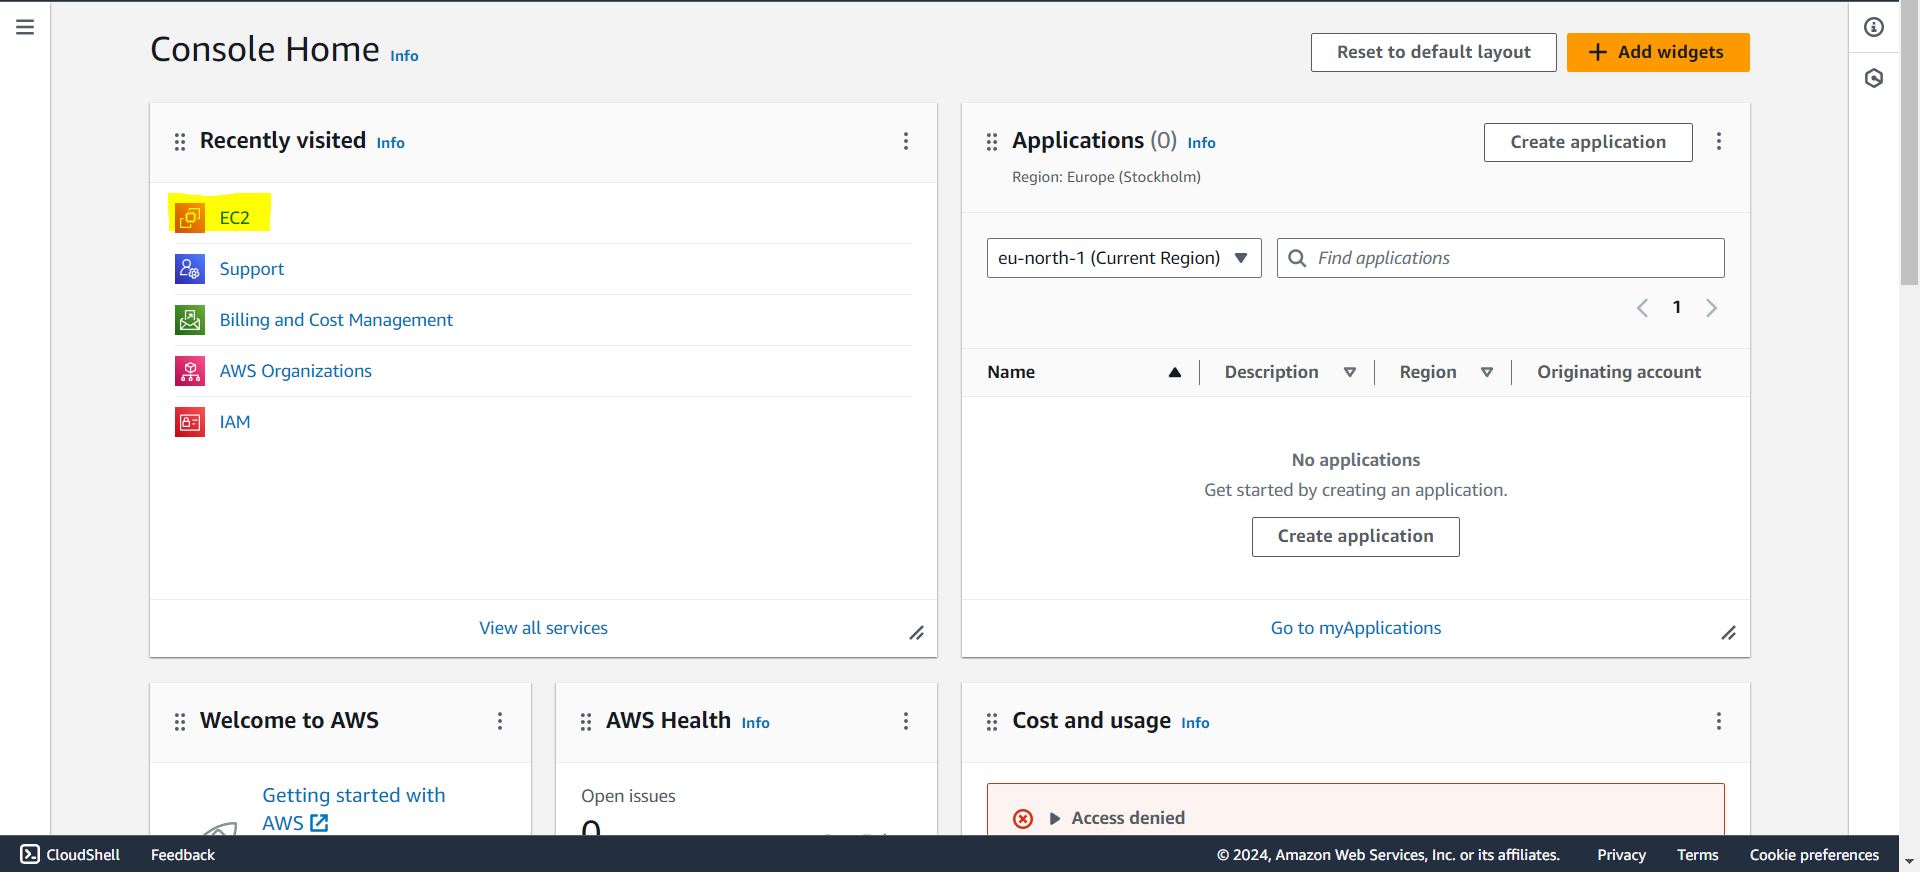 Console Home Info
Reset to default layout
Add widgets
Recently visited Info
EC2
Support
Billing and Cost Management
AWS Organizations
IAM
View all services
Applications (0) Info
Create application
Region: Europe (Stockholm)
eu-north-1 (Current Region)
Find applications
1
Name Description Region Originating account
No applications
Get started by creating an application.
Create application
Go to myApplications
Welcome to AWS
Getting started with
AWS
AWS Health Info
Open issues
0
Cost and usage Info
Access denied
CloudShell Feedback © 2024, Amazon Web Services, Inc. or its affiliates. Privacy Terms Cookie preferences